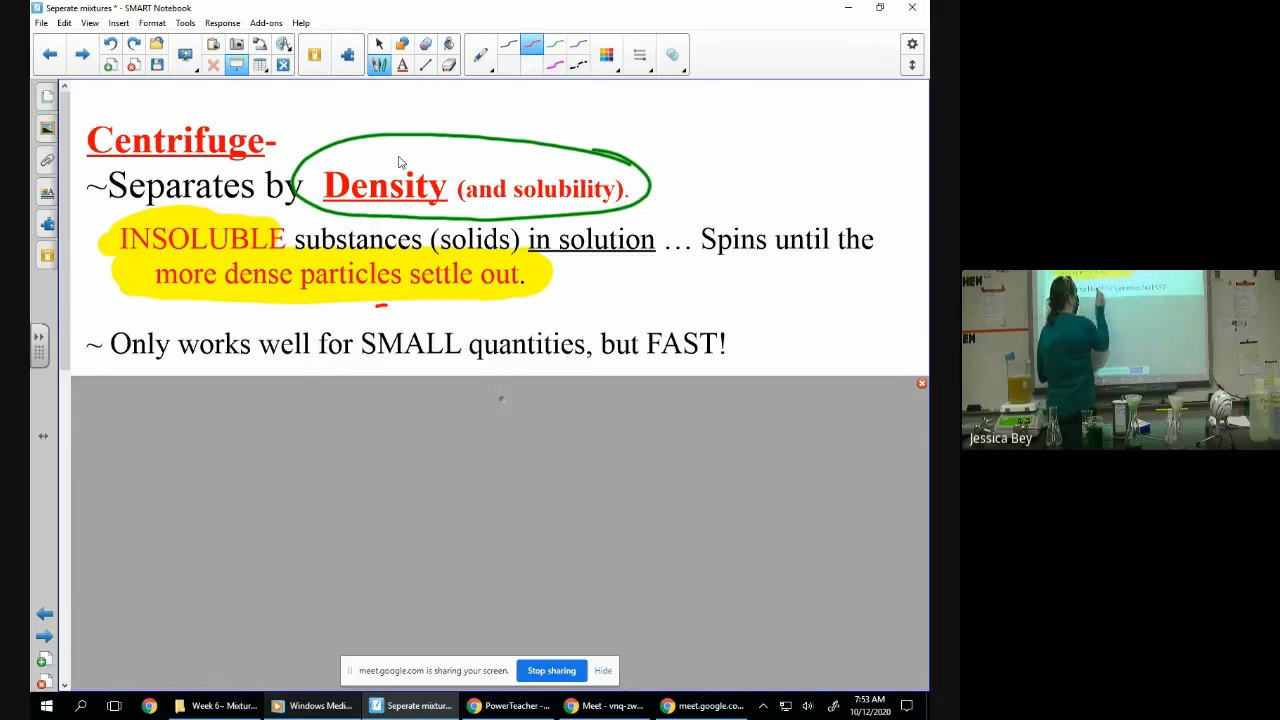 Seperate mixtures * - SMART Notebook
File Edit View Insert Format Tools Response Add-ons Help
Centrifuge-
~Separates by Density (and solubility).
INSOLUBLE substances (solids) in solution … Spins until the
more dense particles settle out.
~ Only works well for SMALL quantities, but FAST!
Jessica Bey
meet.google.com is sharing your screen. Stop sharing Hide
Week 6~ Mixtur... Windows Medi... Seperate mixtur... PowerTeacher -... Meet - vnq-zw... meet.google.co...
7:53 AM
10/12/2020